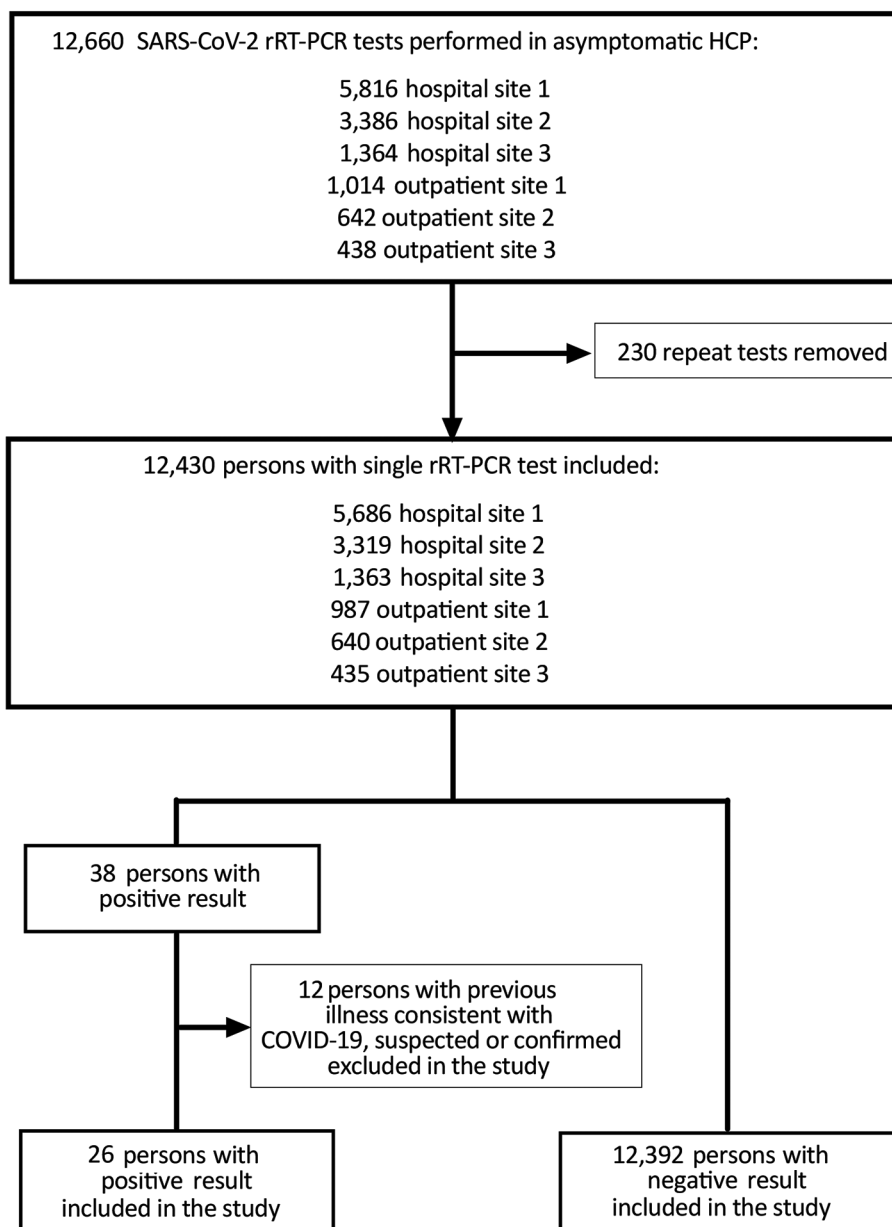 12,660 SARS-CoV-2 rRT-PCR tests performed in asymptomatic HCP:
5,816 hospital site 1
3,386 hospital site 2
1,364 hospital site 3
1,014 outpatient site 1
642 outpatient site 2
438 outpatient site 3
230 repeat tests removed
12,430 persons with single rRT-PCR test included:
5,686 hospital site 1
3,319 hospital site 2
1,363 hospital site 3
987 outpatient site 1
640 outpatient site 2
435 outpatient site 3
38 persons with
positive result
12 persons with previous
illness consistent with
COVID-19, suspected or confirmed
excluded in the study
26 persons with
positive result
included in the study
12,392 persons with
negative result
included in the study